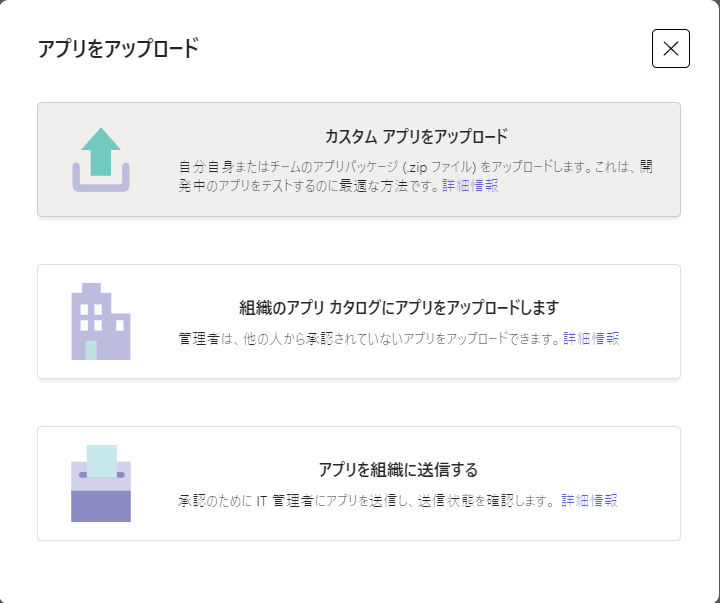 アプリをアップロード
カスタム アプリをアップロード
自分自身またはチームのアプリパッケージ (.zip ファイル) をアップロードします。これは、開
発中のアプリをテストするのに最適な方法です。詳細情報
組織のアプリ カタログにアプリをアップロードします
管理者は、他の人から承認されていないアプリをアップロードできます。詳細情報
アプリを組織に送信する
承認のために IT 管理者にアプリを送信し、送信状態を確認します。 詳細情報